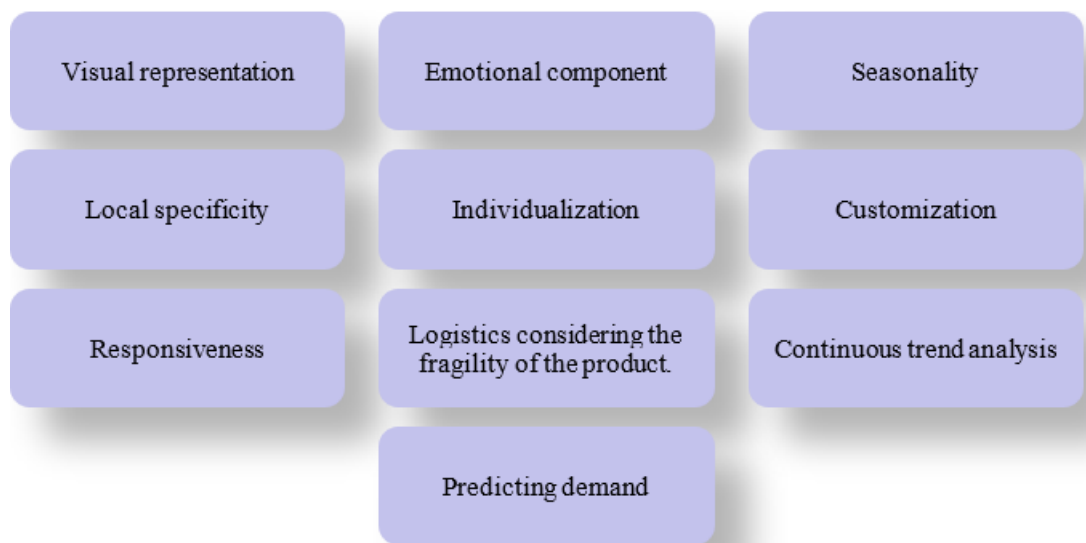 Visual representation
Emotional component
Seasonality
Local specificity
Individualization
Customization
Responsiveness
Logistics considering the
fragility of the product.
Continuous trend analysis
Predicting demand